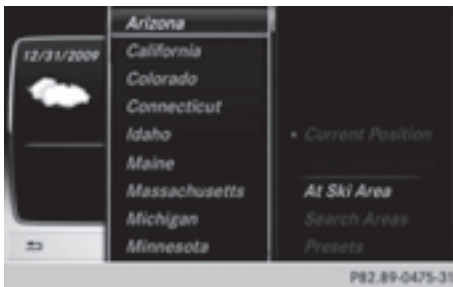 12/31/2009
Arizona
California
Colorado
Connecticut
Idaho
Maine
Massachusetts
Michigan
Minnesota
• Current Position
At Ski Area
Search Areas
Presets
P82.89-0475-31